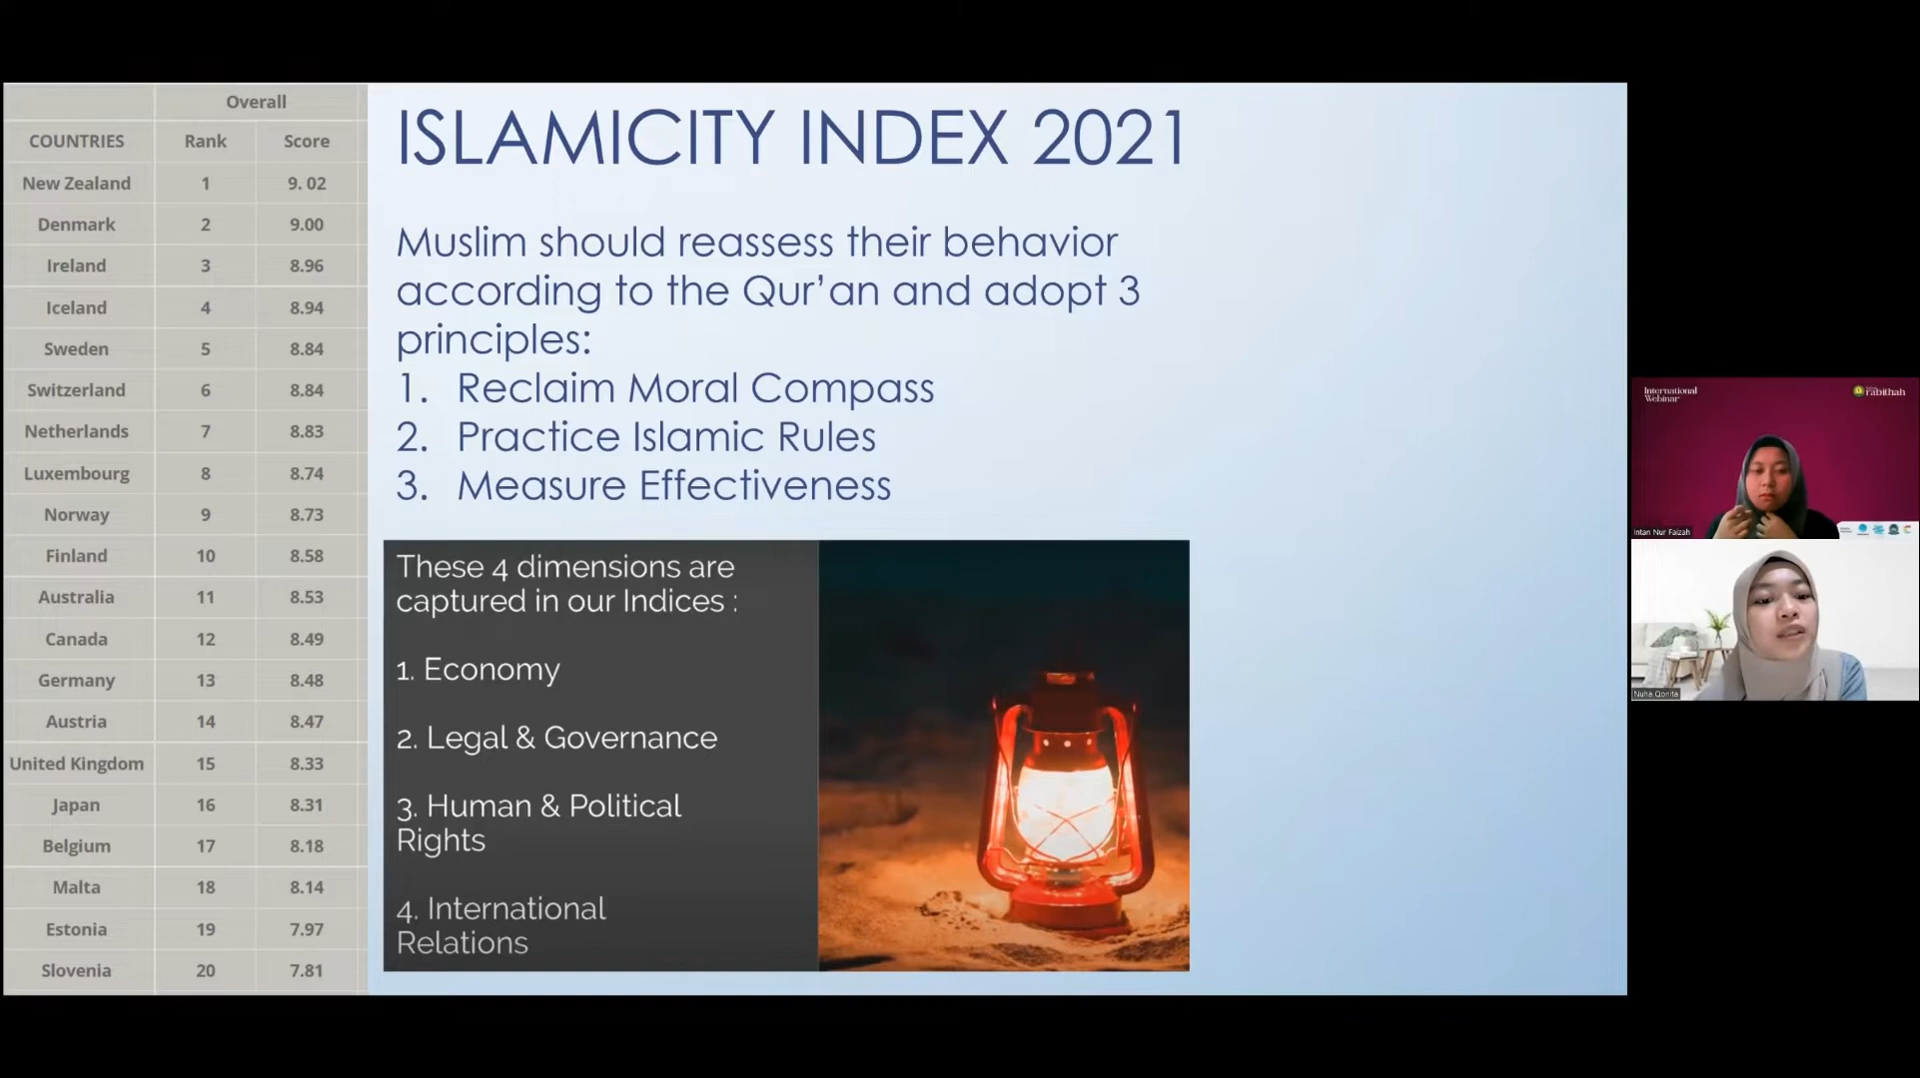 Overall
COUNTRIES Rank Score
New Zealand 1 9. 02
Denmark 2 9.00
Ireland 3 8.96
Iceland 4 8.94
Sweden 5 8.84
Switzerland 6 8.84
Netherlands 7 8.83
Luxembourg 8 8.74
Norway 9 8.73
Finland 10 8.58
Australia 11 8.53
Canada 12 8.49
Germany 13 8.48
Austria 14 8.47
United Kingdom 15 8.33
Japan 16 8.31
Belgium 17 8.18
Malta 18 8.14
Estonia 19 7.97
Slovenia 20 7.81
ISLAMICITY INDEX 2021
Muslim should reassess their behavior
according to the Qur’an and adopt 3
principles:
1. Reclaim Moral Compass
2. Practice Islamic Rules
3. Measure Effectiveness
These 4 dimensions are
captured in our Indices :
1. Economy
2. Legal & Governance
3. Human & Political
Rights
4. International
Relations
International
Webinar
rabithah
Intan Nur Faizah
Nuha Qonita